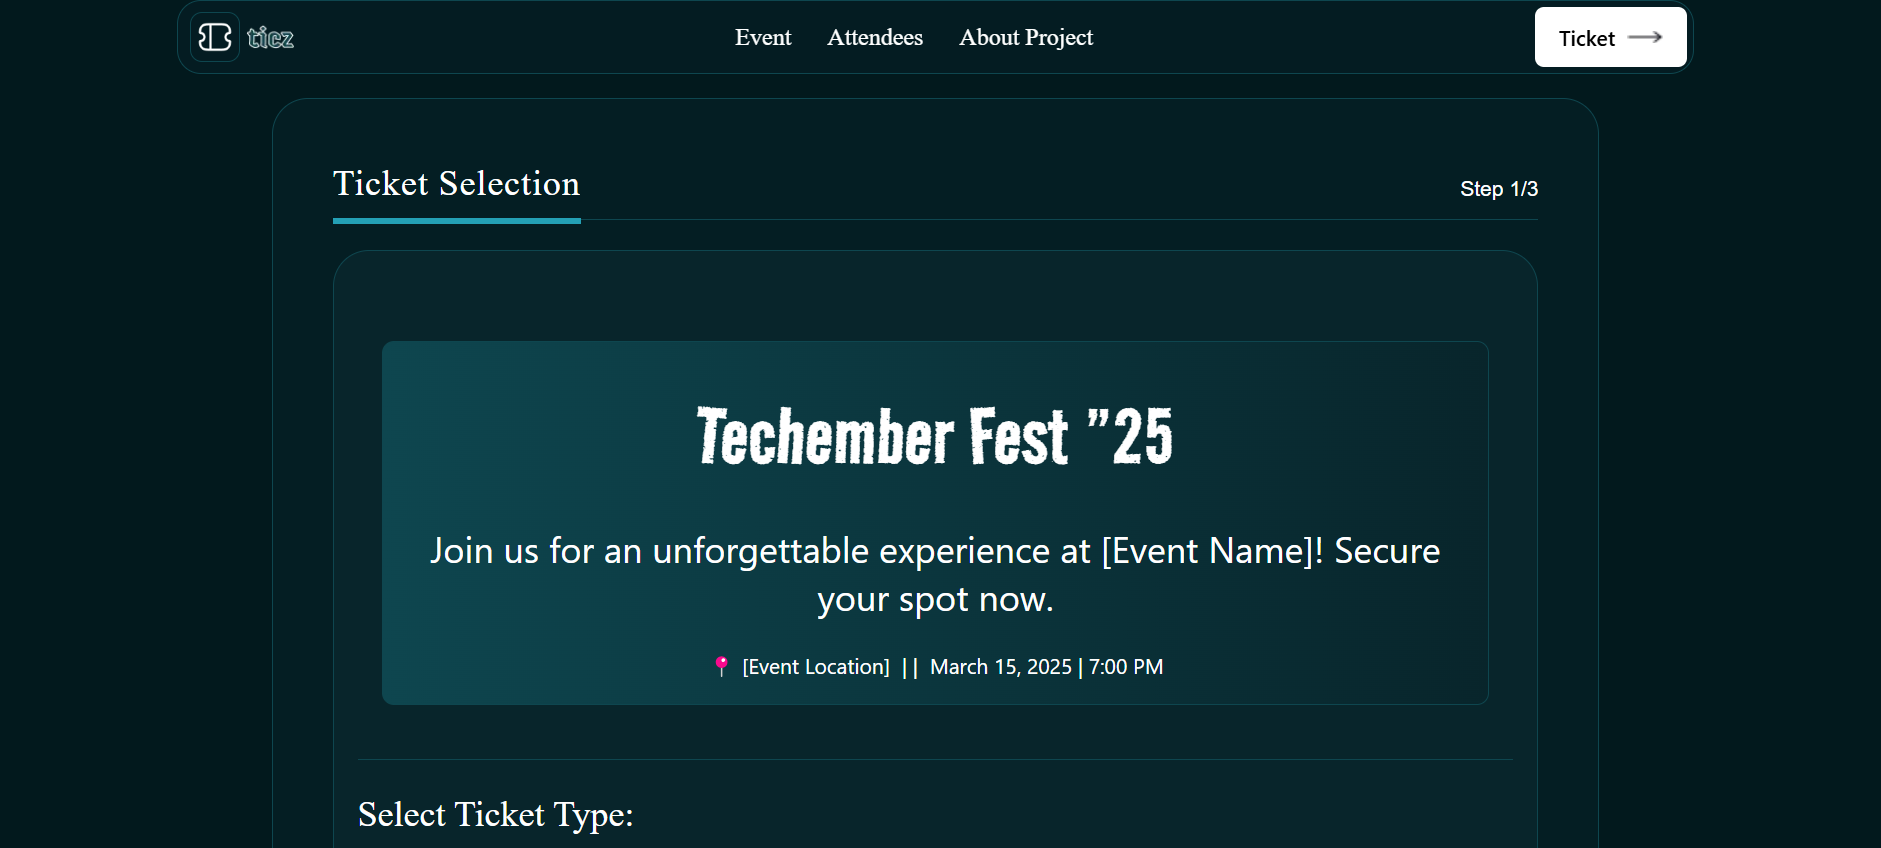 ticz
Event Attendees About Project
Ticket
Ticket Selection
Step 1/3
Techember Fest ”25
Join us for an unforgettable experience at [Event Name]! Secure
your spot now.
[Event Location] || March 15, 2025 | 7:00 PM
Select Ticket Type: